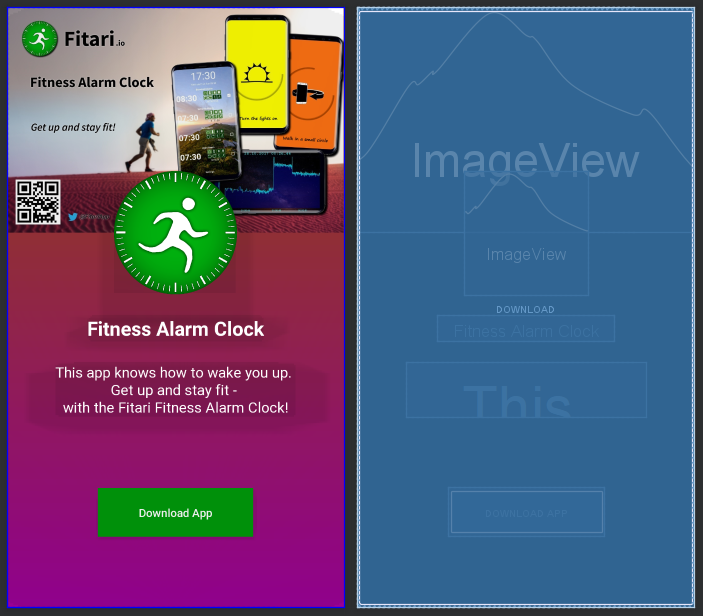 Fitari.io
Fitness Alarm Clock
Get up and stay fit!
17:30
08:30
07:30
07:30
07:30
Turn the lights on
Walk in a small circle
Fitness Alarm Clock
This app knows how to wake you up.
Get up and stay fit -
with the Fitari Fitness Alarm Clock!
Download App
ImageView
ImageView
DOWNLOAD
Fitness Alarm Clock
This
DOWNLOAD APP